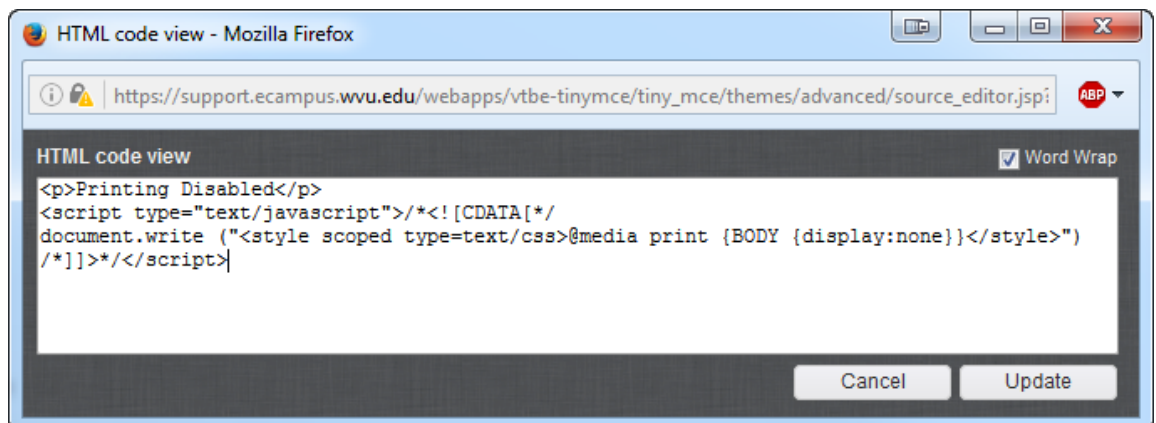 HTML code view - Mozilla Firefox
https://support.ecampus.wvu.edu/webapps/vtbe-tinymce/tiny_mce/themes/advanced/source_editor.jsp?
ABP
HTML code view
Word Wrap
<p>Printing Disabled</p>
<script type="text/javascript">/*<![CDATA[*/
document.write ("<style scoped type=text/css>@media print {BODY {display:none}}</style>")
/*]]>*/</script>
Cancel
Update